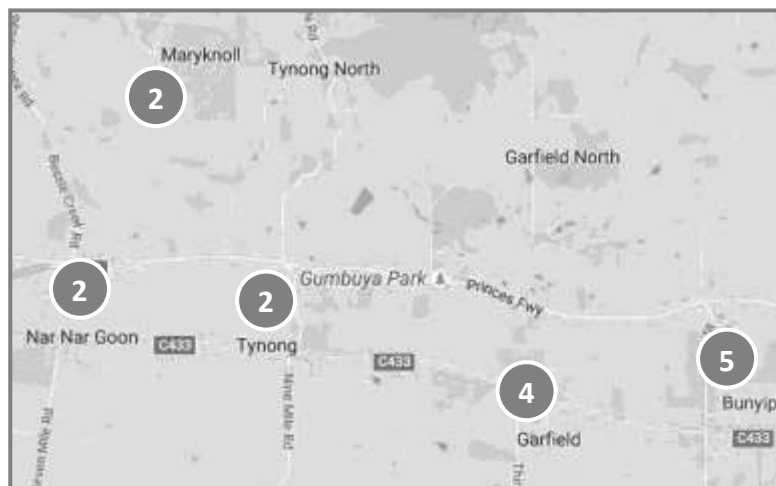 Maryknoll
Tynong North
2
Garfield North
Gumbuya Park
2
2
Princes Fwy
Nar Nar Goon
C433
Tynong
C433
5
4
Nine Mile Rd
Bunyip
Garfield
C433